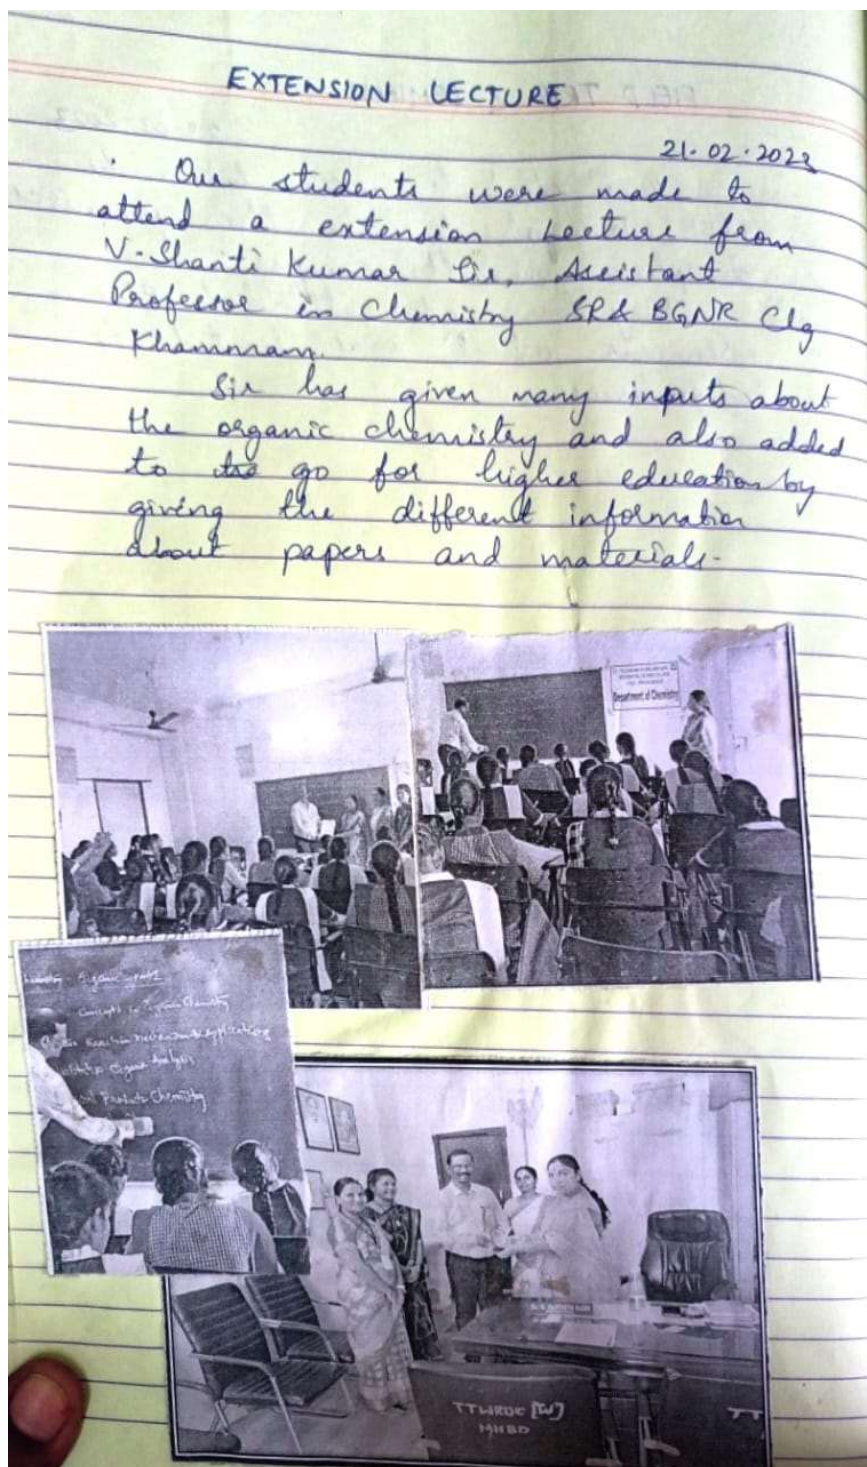 EXTENSION LECTURE
21.02.2023
Our students were made to
attend a extension Lecture from
V. Shanti Kumar Sir, Assistant
Professor in Chemistry SR& BGNR Clg
Khammam.
Sir has given many inputs about
the organic chemistry and also added
to go for higher education by
giving the different information
about papers and materials.
Department of Chemistry
Organic
Concepts in Organic Chemistry
Organic Analysis
Products Chemistry
TTWRDC [W]
MHBD